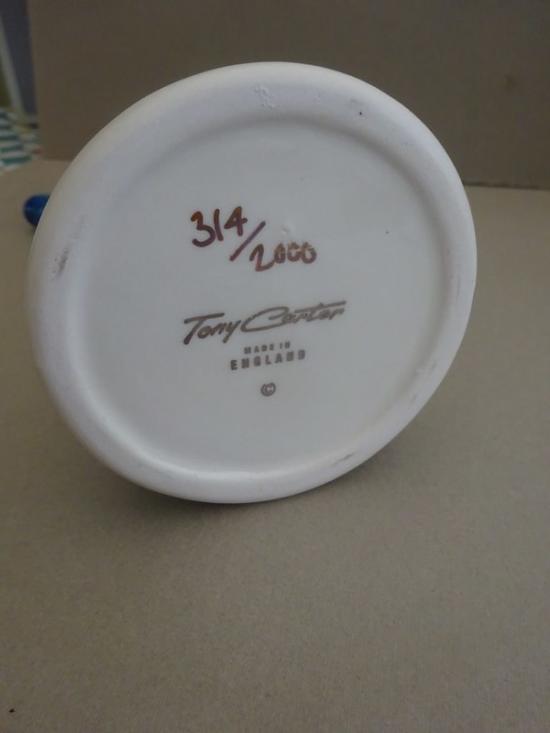 314/2000
Tony Carter
MADE IN
ENGLAND
©